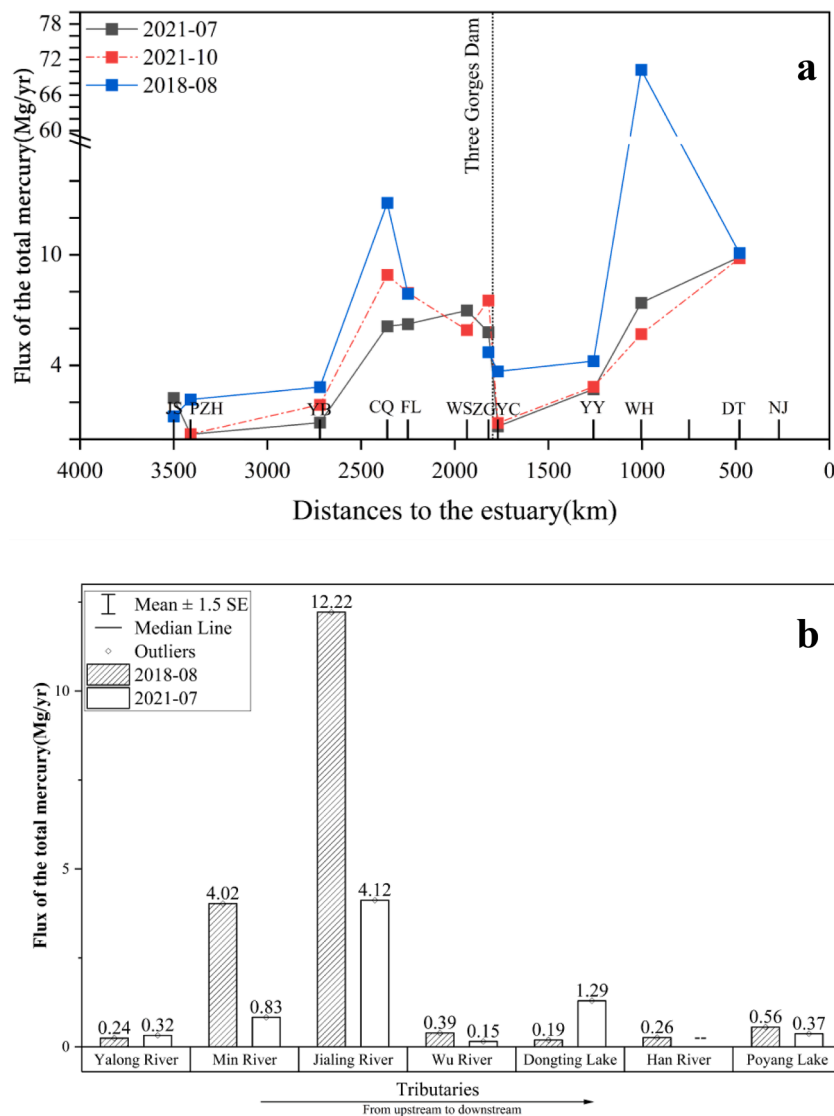 78
72
66
60
10
4
Flux of the total mercury(Mg/yr)
2021-07
2021-10
2018-08
Three Gorges Dam
a
JS PZH YB CQ FL WS ZG YC YY WH DT NJ
4000 3500 3000 2500 2000 1500 1000 500 0
Distances to the estuary(km)
Mean ± 1.5 SE
Median Line
Outliers
2018-08
2021-07
b
10
5
0
Flux of the total mercury(Mg/yr)
0.24 0.32 4.02 0.83 12.22 4.12 0.39 0.15 0.19 1.29 0.26 -- 0.56 0.37
Yalong River Min River Jialing River Wu River Dongting Lake Han River Poyang Lake
Tributaries
From upstream to downstream